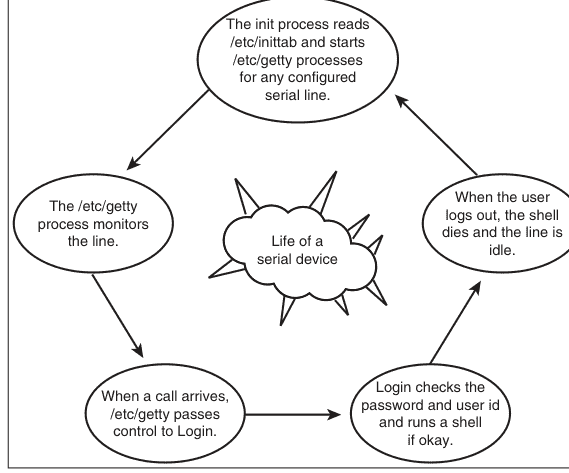 The init process reads
/etc/inittab and starts
/etc/getty processes
for any configured
serial line.
The /etc/getty
process monitors
the line.
Life of a
serial device
When the user
logs out, the shell
dies and the line is
idle.
When a call arrives,
/etc/getty passes
control to Login.
Login checks the
password and user id
and runs a shell
if okay.